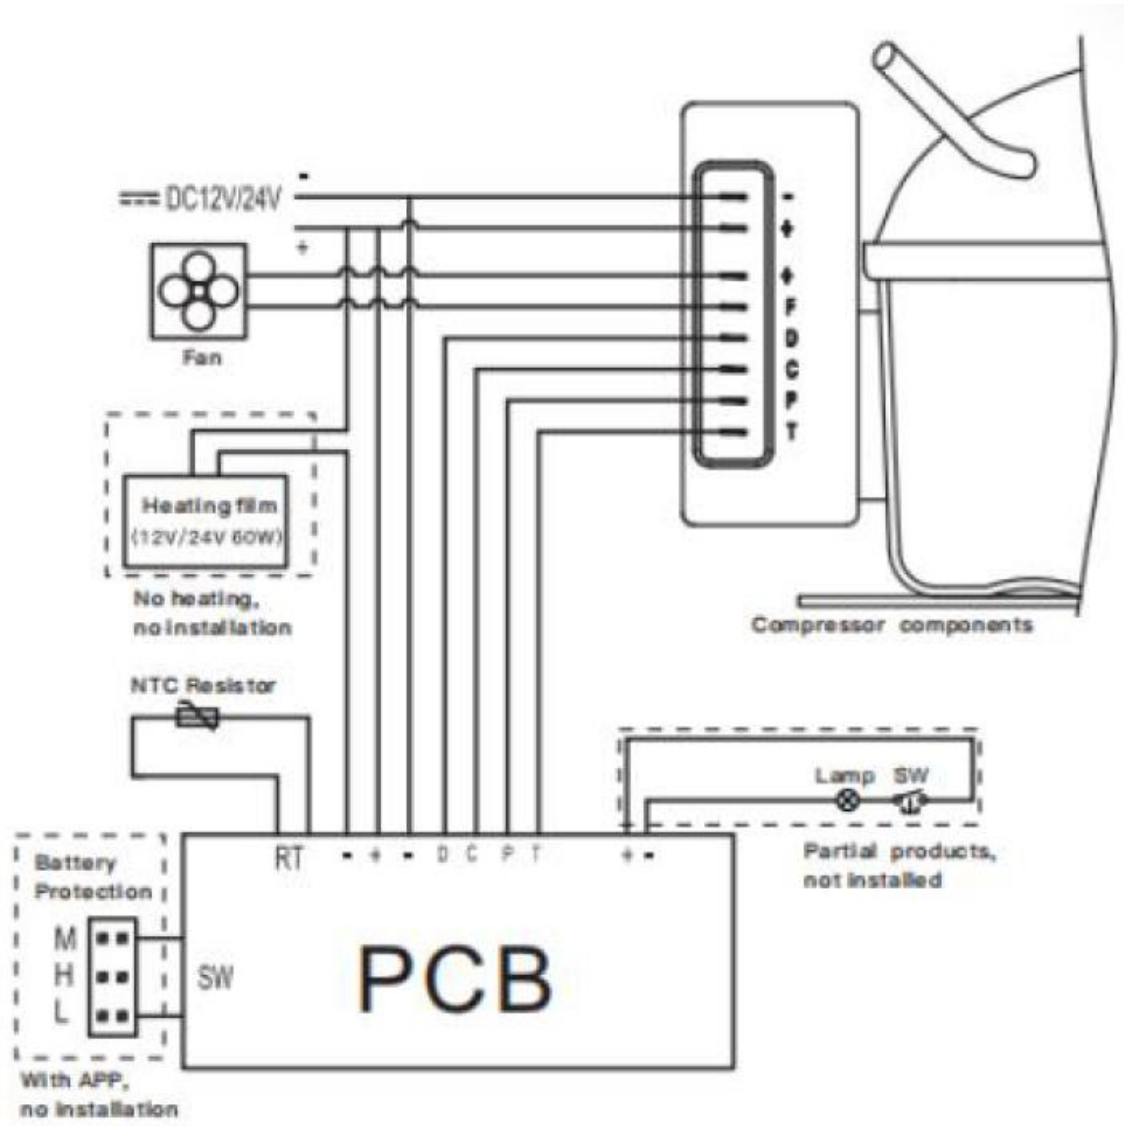 -
DC12V/24V
+
-
+
+
F
D
C
P
T
Fan
Heating film
(12V/24V 60W)
No heating,
no installation
Compressor components
NTC Resistor
Lamp SW
Partial products,
not installed
RT - + - D C P T + -
Battery
Protection
M
H
L
SW
PCB
With APP,
no installation